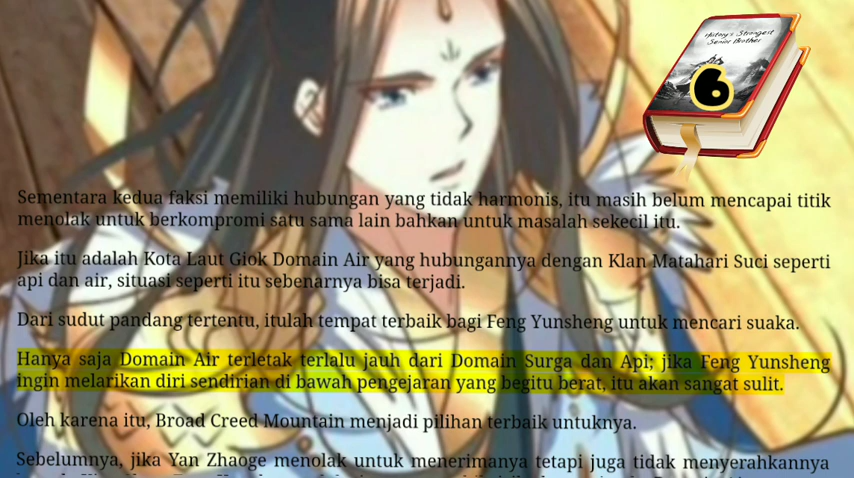 History's Strongest
Senior Brother
6
Sementara kedua faksi memiliki hubungan yang tidak harmonis, itu masih belum mencapai titik
menolak untuk berkompromi satu sama lain bahkan untuk masalah sekecil itu.
Jika itu adalah Kota Laut Giok Domain Air yang hubungannya dengan Klan Matahari Suci seperti
api dan air, situasi seperti itu sebenarnya bisa terjadi.
Dari sudut pandang tertentu, itulah tempat terbaik bagi Feng Yunsheng untuk mencari suaka.
Hanya saja Domain Air terletak terlalu jauh dari Domain Surga dan Api; jika Feng Yunsheng
ingin melarikan diri sendirian di bawah pengejaran yang begitu berat, itu akan sangat sulit.
Oleh karena itu, Broad Creed Mountain menjadi pilihan terbaik untuknya.
Sebelumnya, jika Yan Zhaoge menolak untuk menerimanya tetapi juga tidak menyerahkannya